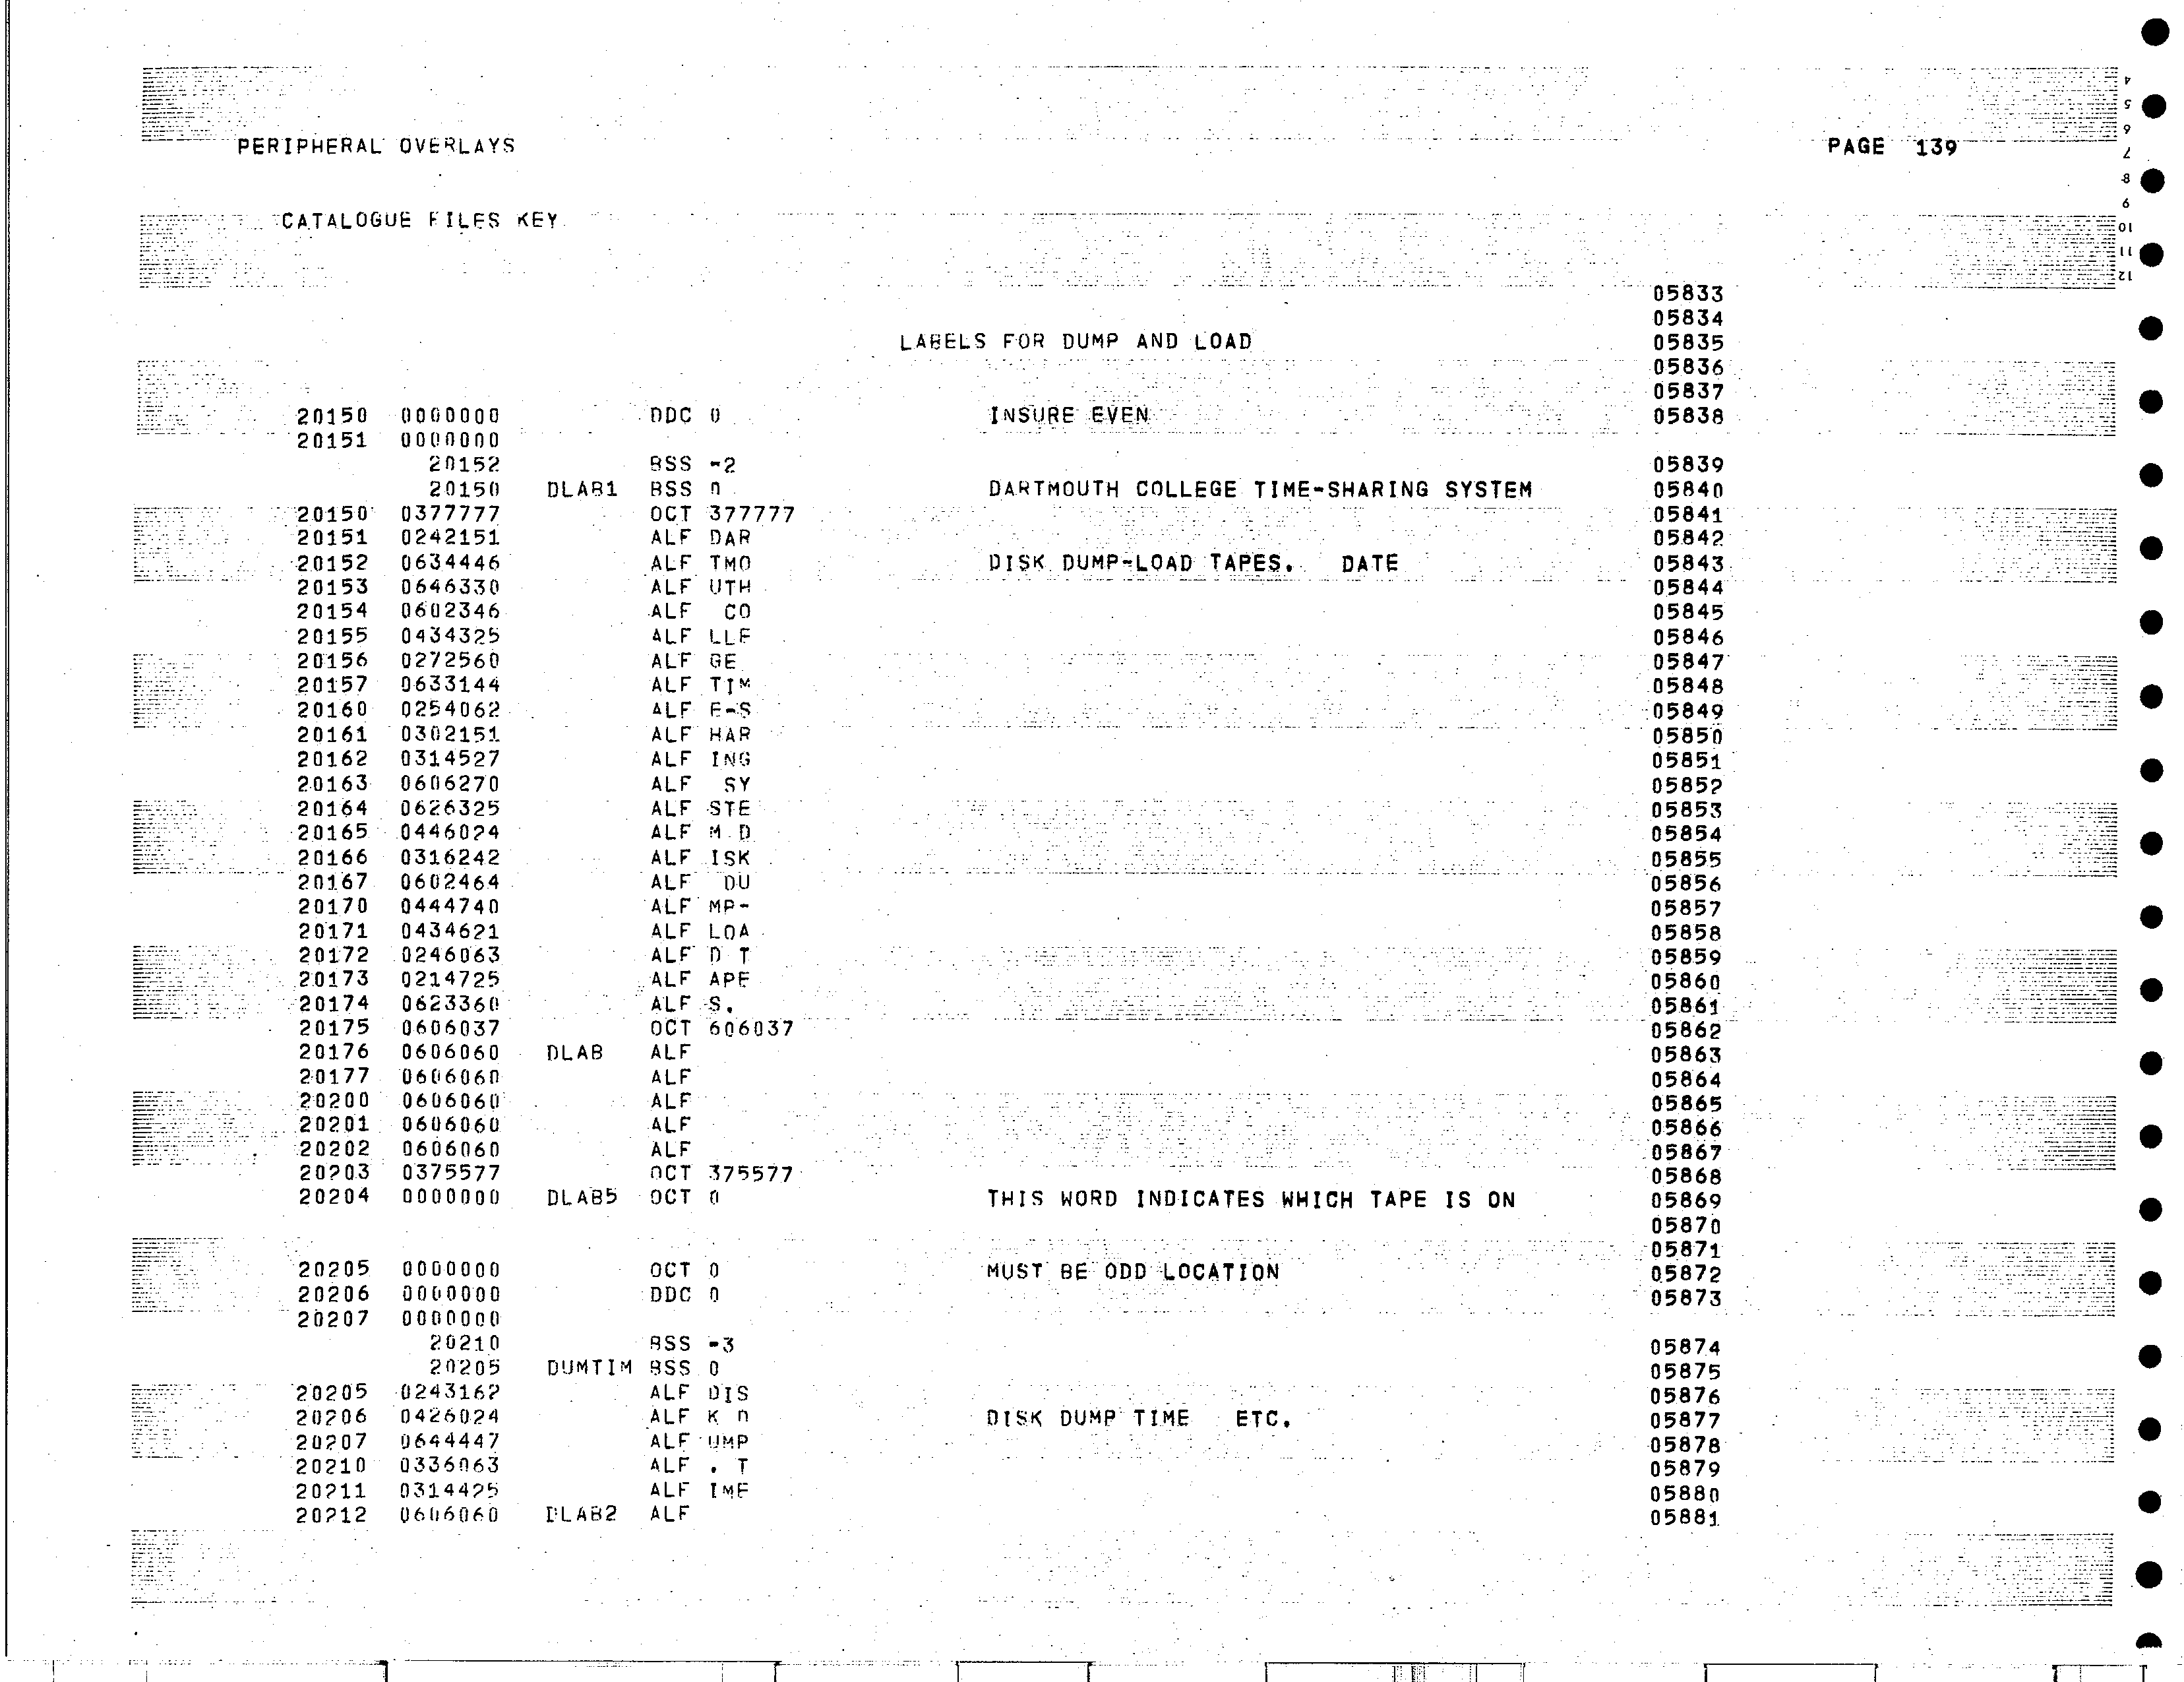 PERIPHERAL OVERLAYS PAGE 139
CATALOGUE FILES KEY
05833
05834
LABELS FOR DUMP AND LOAD 05835
05836
05837
20150 0000000 DDC 0 INSURE EVEN 05838
20151 0000000
20152 BSS -2 05839
20150 DLAB1 BSS 0 DARTMOUTH COLLEGE TIME-SHARING SYSTEM 05840
20150 0377777 OCT 377777 05841
20151 0242151 ALF DAR 05842
20152 0634446 ALF TMO DISK DUMP-LOAD TAPES. DATE 05843
20153 0646330 ALF UTH 05844
20154 0602346 ALF  CO 05845
20155 0434325 ALF LLE 05846
20156 0272560 ALF GE 05847
20157 0633144 ALF TIM 05848
20160 0254062 ALF E-S 05849
20161 0302151 ALF HAR 05850
20162 0314527 ALF ING 05851
20163 0606270 ALF  SY 05852
20164 0626325 ALF STE 05853
20165 0446024 ALF M D 05854
20166 0316242 ALF ISK 05855
20167 0602464 ALF  DU 05856
20170 0444740 ALF MP- 05857
20171 0434621 ALF LOA 05858
20172 0246063 ALF D T 05859
20173 0214725 ALF APE 05860
20174 0623360 ALF S. 05861
20175 0606037 OCT 606037 05862
20176 0606060 DLAB ALF 05863
20177 0606060 ALF 05864
20200 0606060 ALF 05865
20201 0606060 ALF 05866
20202 0606060 ALF 05867
20203 0375577 OCT 375577 05868
20204 0000000 DLAB5 OCT 0 THIS WORD INDICATES WHICH TAPE IS ON 05869
05870
05871
20205 0000000 OCT 0 MUST BE ODD LOCATION 05872
20206 0000000 DDC 0 05873
20207 0000000
20210 BSS -3 05874
20205 DUMTIM BSS 0 05875
20205 0243162 ALF DIS 05876
20206 0426024 ALF K D DISK DUMP TIME ETC. 05877
20207 0644447 ALF UMP 05878
20210 0336063 ALF . T 05879
20211 0314425 ALF IME 05880
20212 0606060 DLAB2 ALF 05881
4
5
6
7
8
9
10
11
12